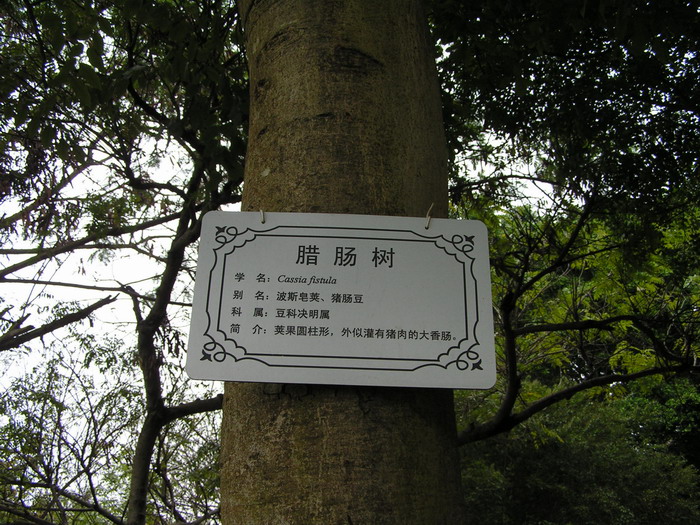 腊肠树
学 名：Cassia fistula
别 名：波斯皂荚、猪肠豆
科 属：豆科决明属
简 介：荚果圆柱形，外似灌有猪肉的大香肠。